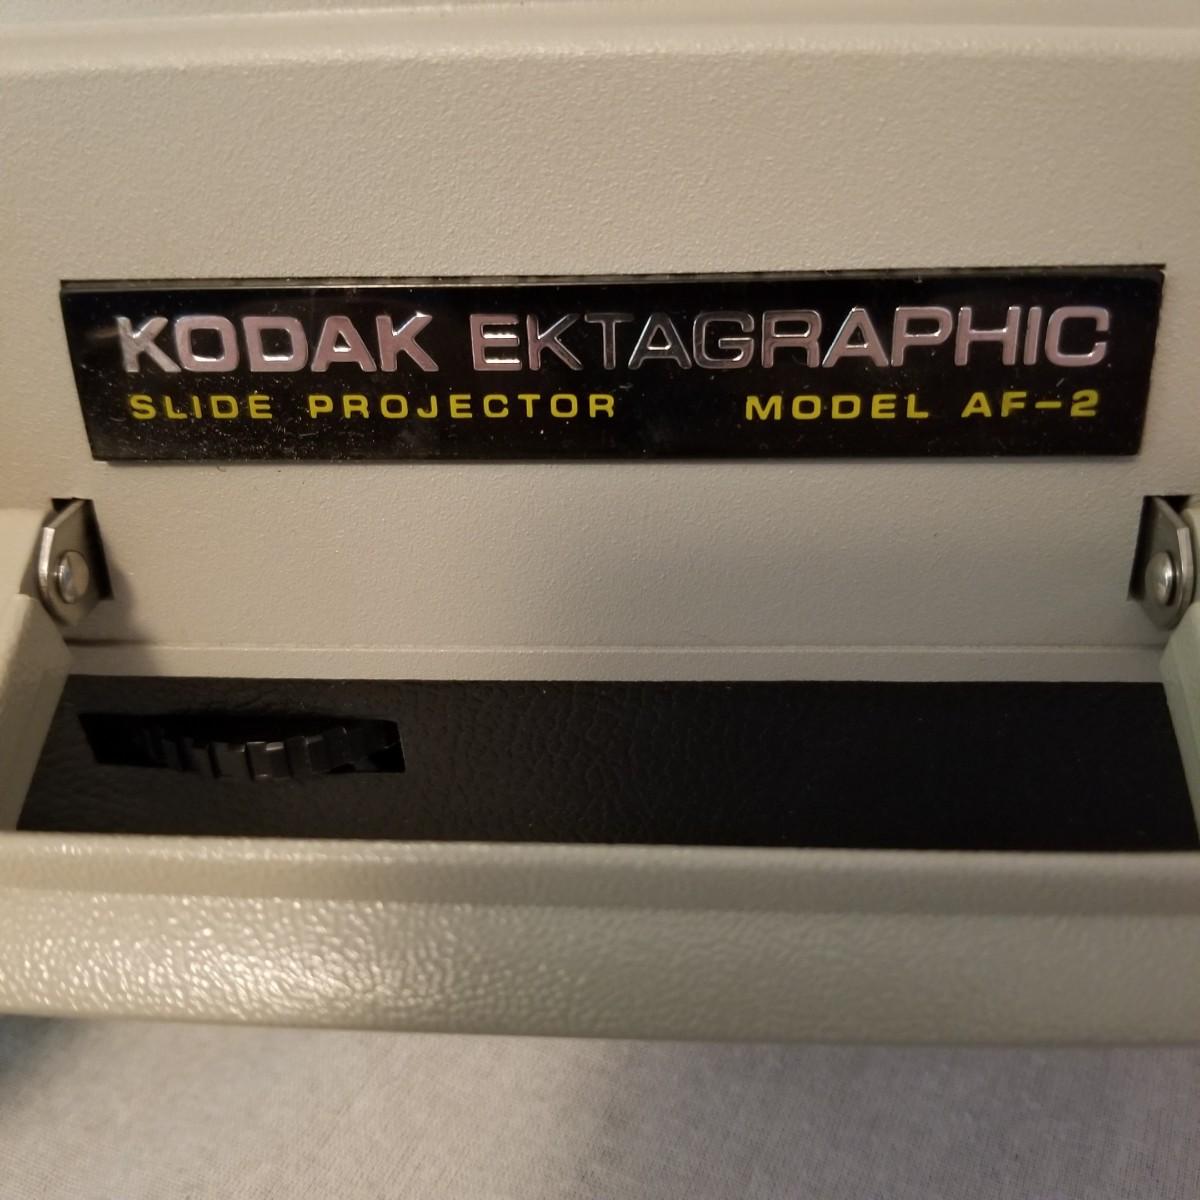 KODAK EKTAGRAPHIC
SLIDE PROJECTOR MODEL AF-2